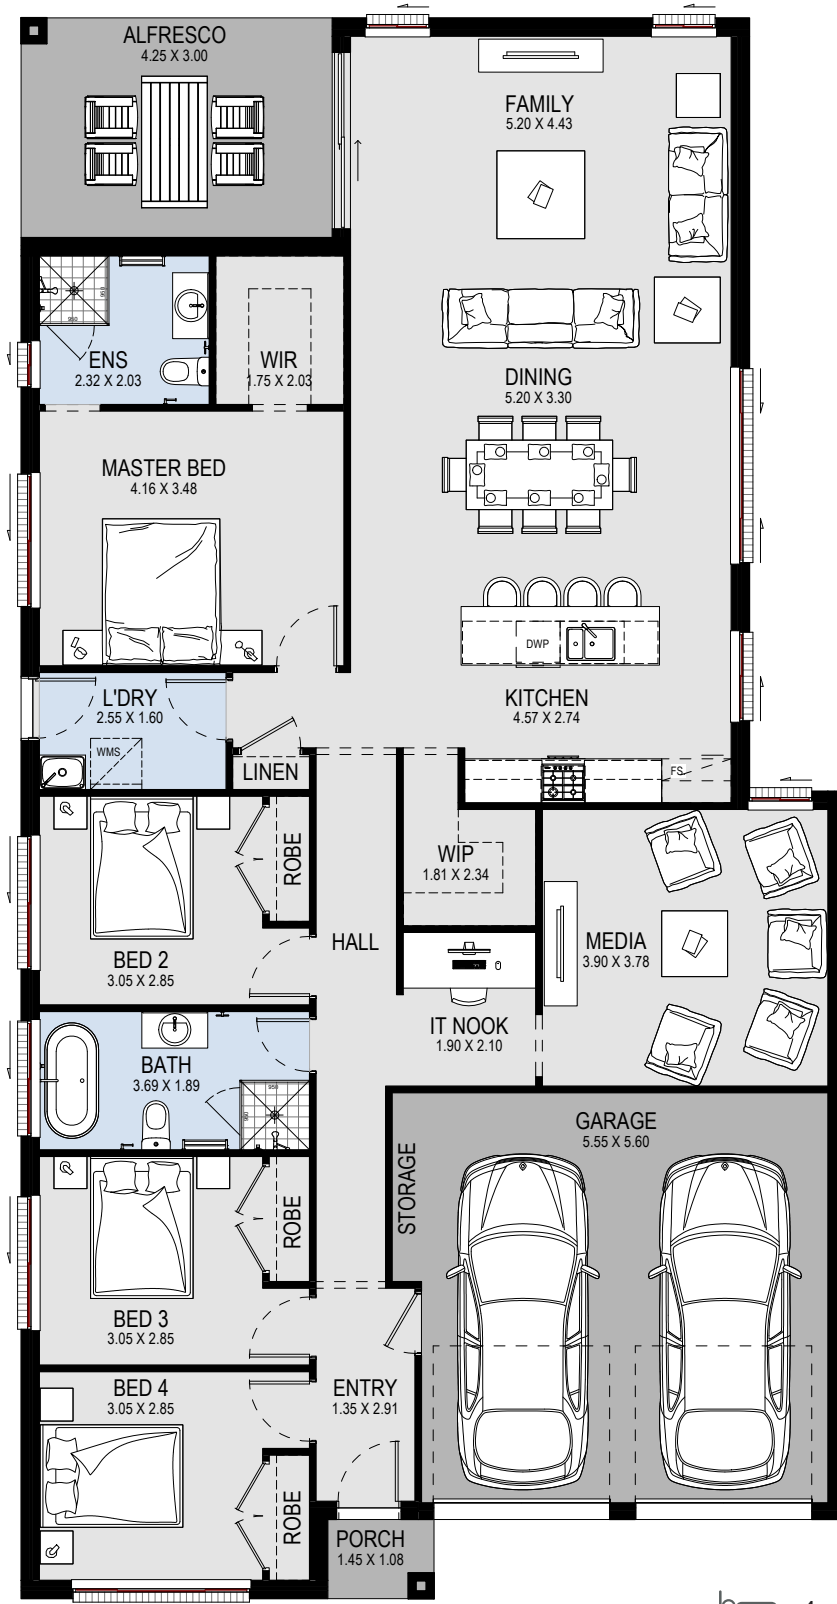 ALFRESCO
4.25 X 3.00
FAMILY
5.20 X 4.43
950
950
ENS
2.32 X 2.03
WIR
1.75 X 2.03
DINING
5.20 X 3.30
MASTER BED
4.16 X 3.48
DWP
L'DRY
2.55 X 1.60
WMS
KITCHEN
4.57 X 2.74
LINEN
FS.
ROBE
WIP
1.81 X 2.34
HALL
MEDIA
3.90 X 3.78
BED 2
3.05 X 2.85
IT NOOK
1.90 X 2.10
BATH
3.69 X 1.89
950
950
GARAGE
5.55 X 5.60
STORAGE
ROBE
BED 3
3.05 X 2.85
BED 4
3.05 X 2.85
ENTRY
1.35 X 2.91
ROBE
PORCH
1.45 X 1.08